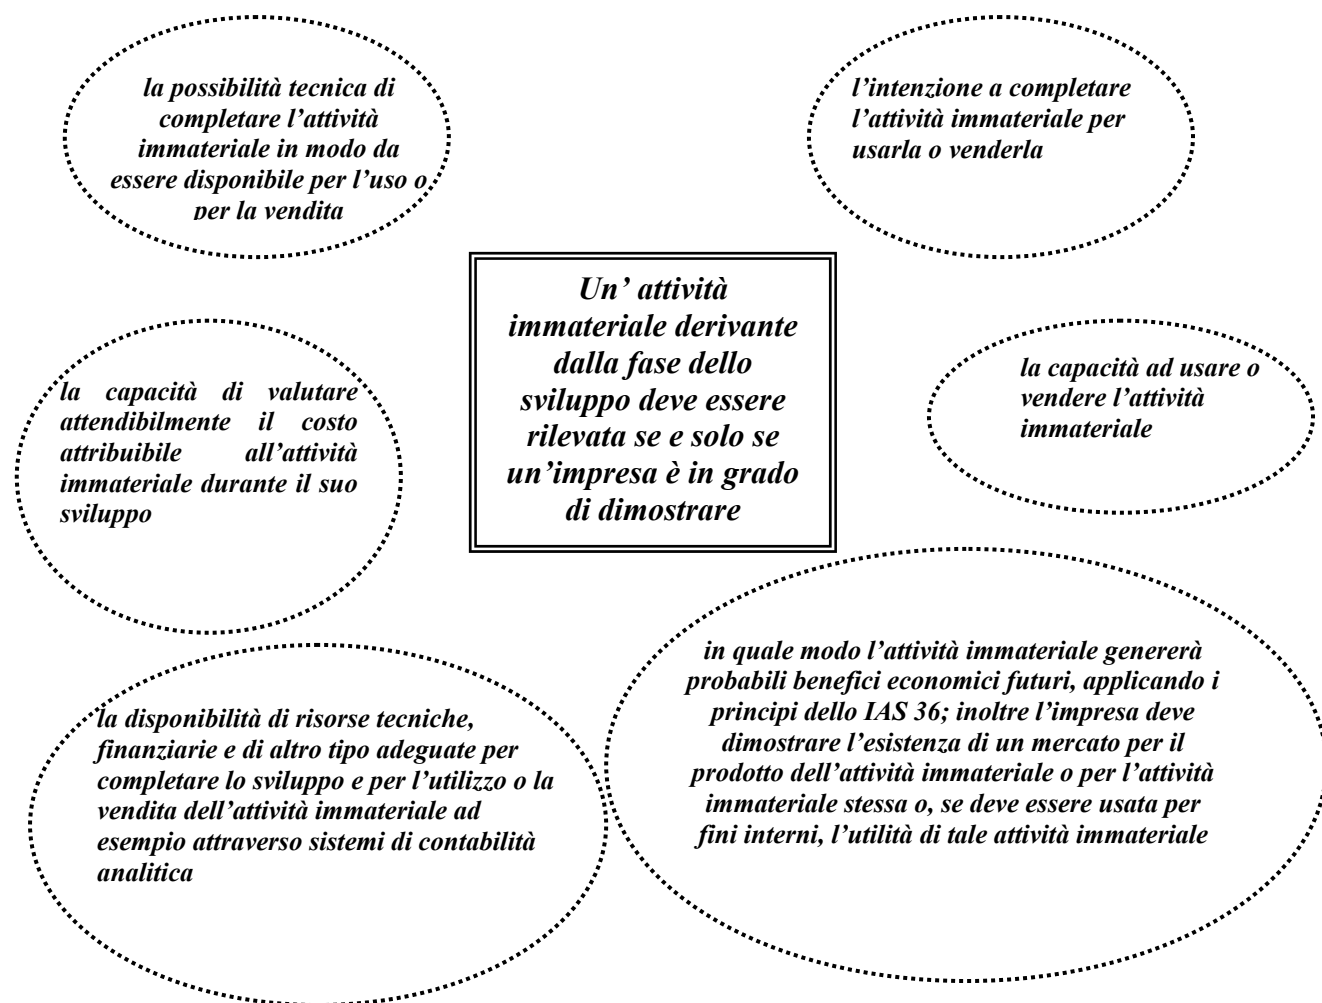 la possibilità tecnica di
completare l'attività
immateriale in modo da
essere disponibile per l'uso o
per la vendita
l'intenzione a completare
l'attività immateriale per
usarla o venderla
Un' attività
immateriale derivante
dalla fase dello
sviluppo deve essere
rilevata se e solo se
un'impresa è in grado
di dimostrare
la capacità di valutare
attendibilmente il costo
attribuibile all'attività
immateriale durante il suo
sviluppo
la capacità ad usare o
vendere l'attività
immateriale
la disponibilità di risorse tecniche,
finanziarie e di altro tipo adeguate per
completare lo sviluppo e per l'utilizzo o la
vendita dell'attività immateriale ad
esempio attraverso sistemi di contabilità
analitica
in quale modo l'attività immateriale genererà
probabili benefici economici futuri, applicando i
principi dello IAS 36; inoltre l'impresa deve
dimostrare l'esistenza di un mercato per il
prodotto dell'attività immateriale o per l'attività
immateriale stessa o, se deve essere usata per
fini interni, l'utilità di tale attività immateriale